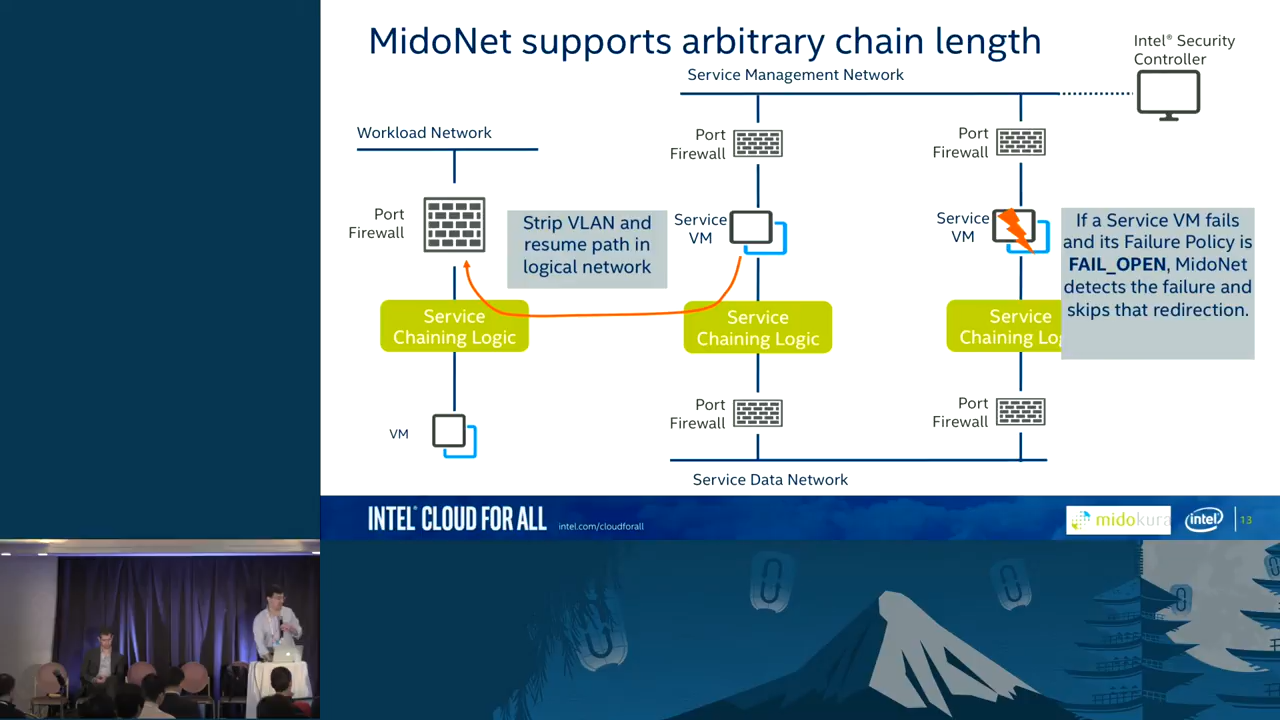 MidoNet supports arbitrary chain length
Intel® Security
Controller
Service Management Network
Workload Network
Port
Firewall
Port
Firewall
Port
Firewall
Strip VLAN and
resume path in
logical network
Service
VM
Service
VM
If a Service VM fails
and its Failure Policy is
FAIL_OPEN, MidoNet
detects the failure and
skips that redirection.
Service
Chaining Logic
Service
Chaining Logic
Service
Chaining Lo
VM
Port
Firewall
Port
Firewall
Service Data Network
INTEL® CLOUD FOR ALL
intel.com/cloudforall
midokura
intel
13